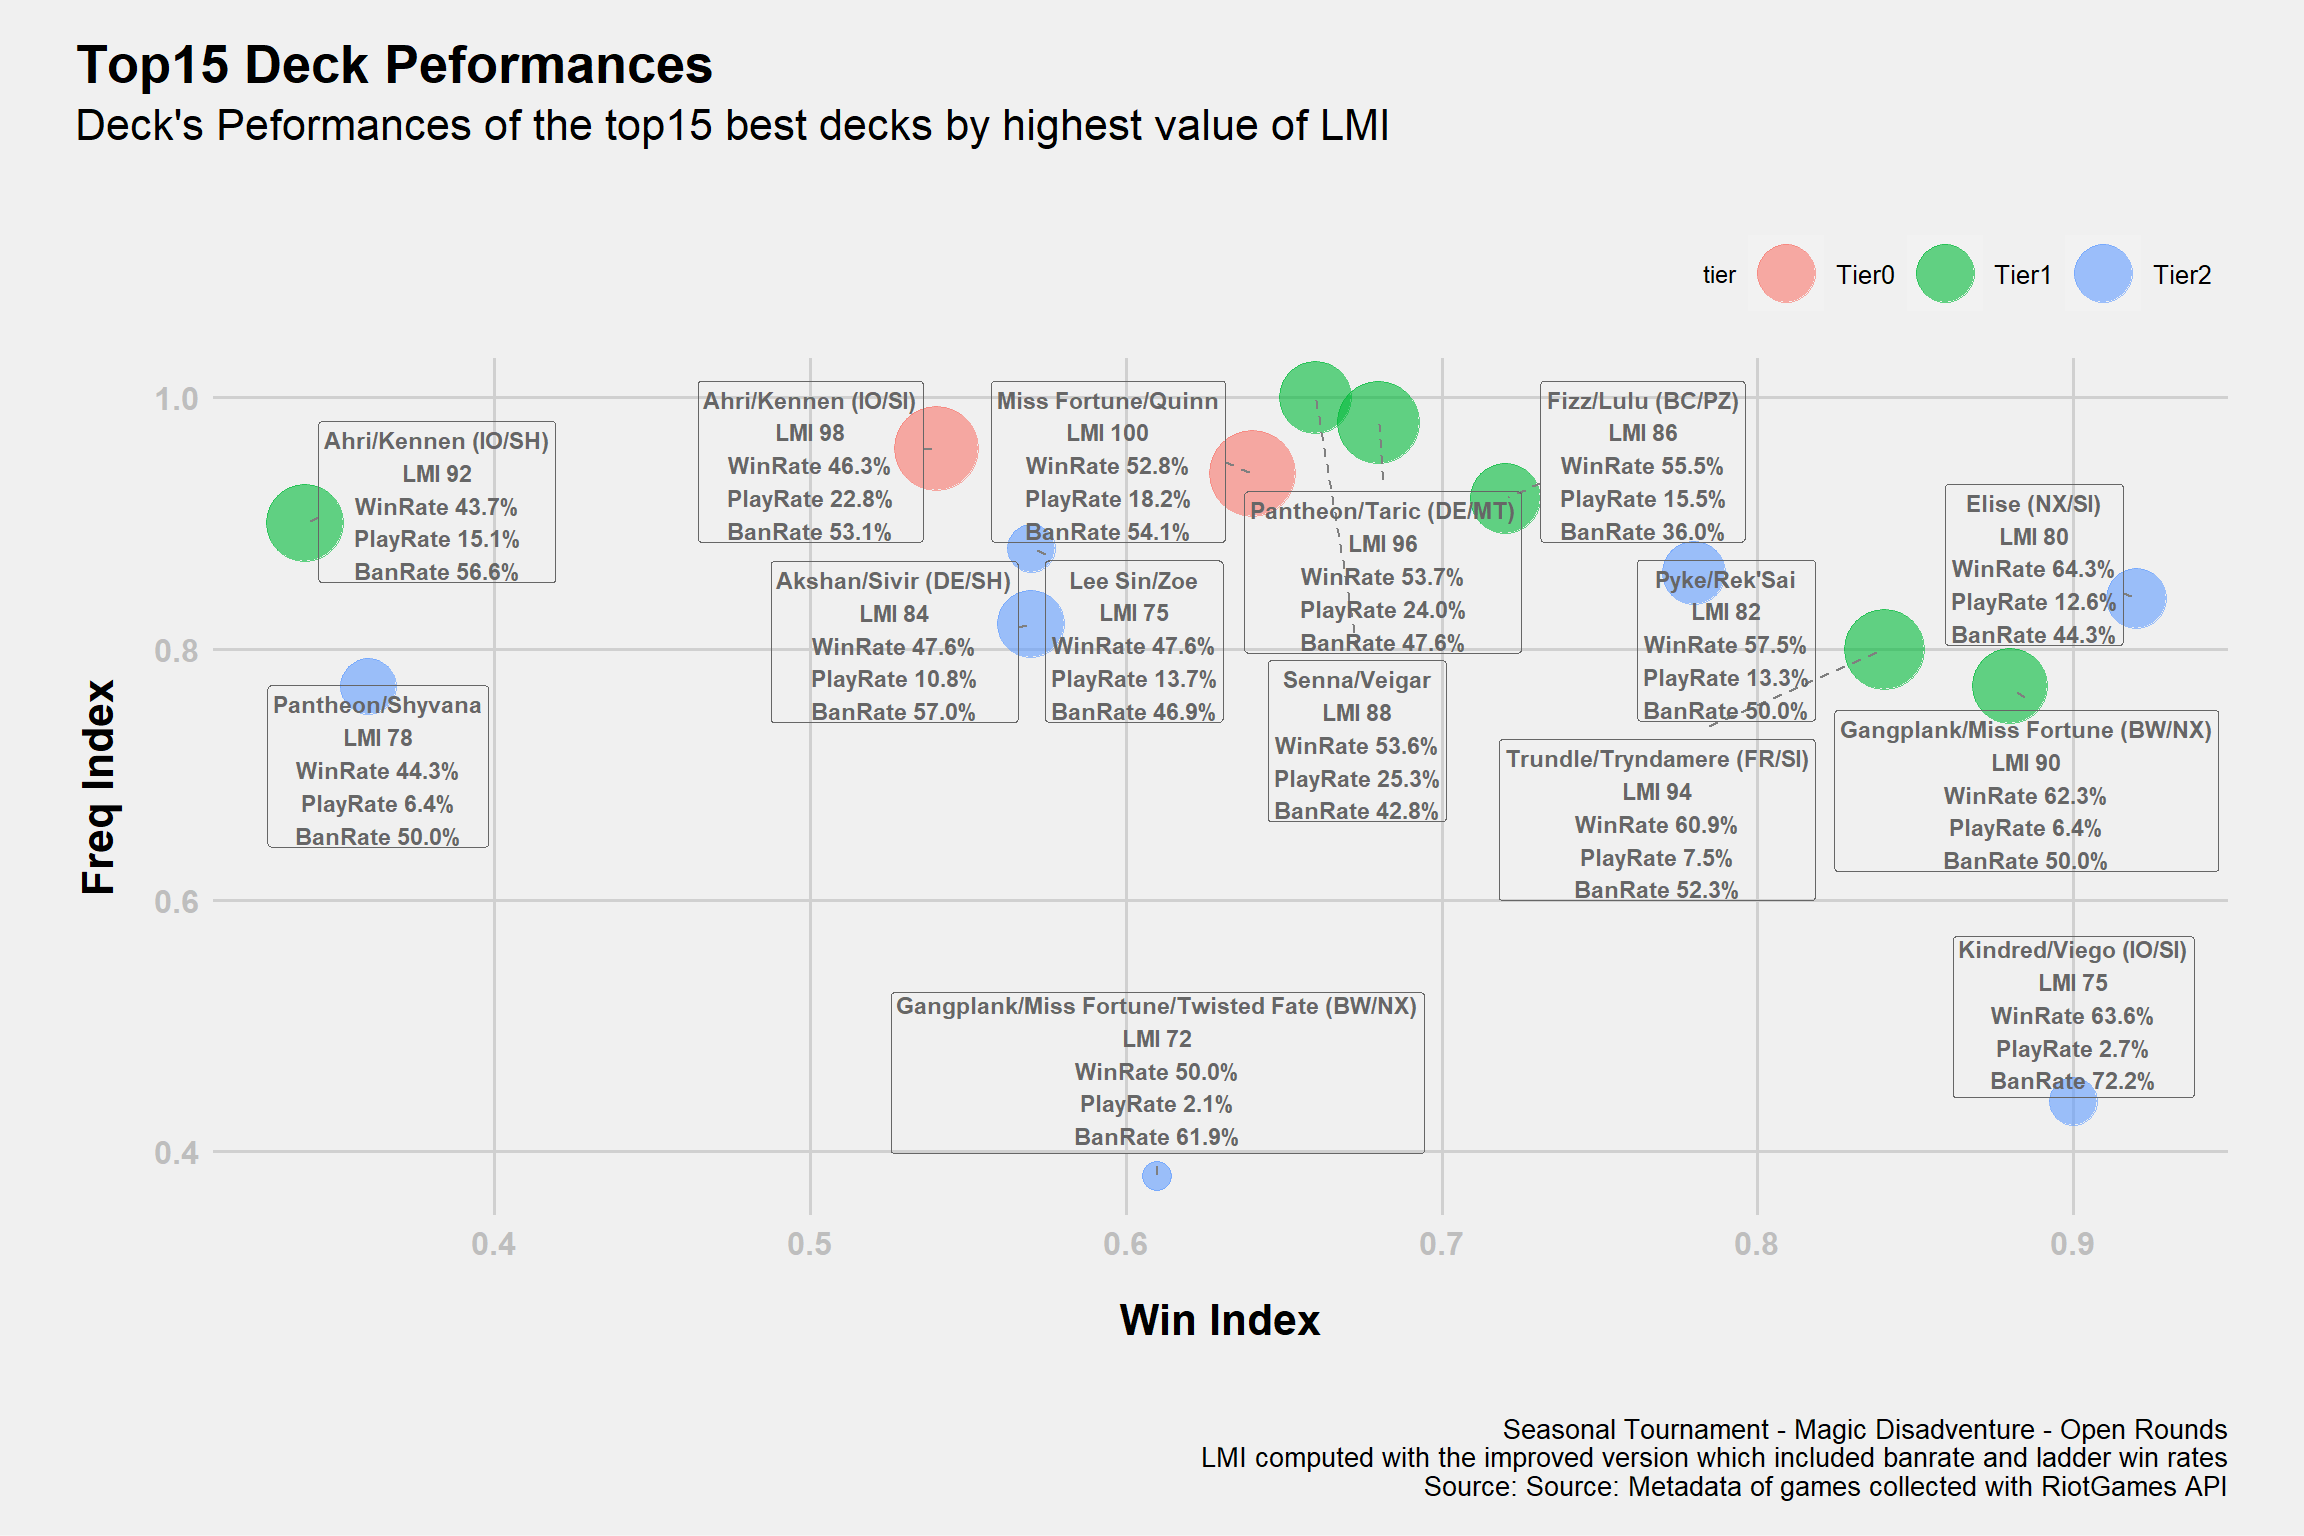 Top15 Deck Peformances
Deck's Peformances of the top15 best decks by highest value of LMI
tier
Tier0
Tier1
Tier2
Freq Index
1.0
0.8
0.6
0.4
Ahri/Kennen (IO/SH)
LMI 92
WinRate 43.7%
PlayRate 15.1%
BanRate 56.6%
Ahri/Kennen (IO/SI)
LMI 98
WinRate 46.3%
PlayRate 22.8%
BanRate 53.1%
Miss Fortune/Quinn
LMI 100
WinRate 52.8%
PlayRate 18.2%
BanRate 54.1%
Pantheon/Taric (DE/MT)
LMI 96
WinRate 53.7%
PlayRate 24.0%
BanRate 47.6%
Fizz/Lulu (BC/PZ)
LMI 86
WinRate 55.5%
PlayRate 15.5%
BanRate 36.0%
Elise (NX/SI)
LMI 80
WinRate 64.3%
PlayRate 12.6%
BanRate 44.3%
Akshan/Sivir (DE/SH)
LMI 84
WinRate 47.6%
PlayRate 10.8%
BanRate 57.0%
Lee Sin/Zoe
LMI 75
WinRate 47.6%
PlayRate 13.7%
BanRate 46.9%
Pyke/Rek'Sai
LMI 82
WinRate 57.5%
PlayRate 13.3%
BanRate 50.0%
Pantheon/Shyvana
LMI 78
WinRate 44.3%
PlayRate 6.4%
BanRate 50.0%
Senna/Veigar
LMI 88
WinRate 53.6%
PlayRate 25.3%
BanRate 42.8%
Trundle/Tryndamere (FR/SI)
LMI 94
WinRate 60.9%
PlayRate 7.5%
BanRate 52.3%
Gangplank/Miss Fortune (BW/NX)
LMI 90
WinRate 62.3%
PlayRate 6.4%
BanRate 50.0%
Kindred/Viego (IO/SI)
LMI 75
WinRate 63.6%
PlayRate 2.7%
BanRate 72.2%
Gangplank/Miss Fortune/Twisted Fate (BW/NX)
LMI 72
WinRate 50.0%
PlayRate 2.1%
BanRate 61.9%
0.4
0.5
0.6
0.7
0.8
0.9
Win Index
Seasonal Tournament - Magic Disadventure - Open Rounds
LMI computed with the improved version which included banrate and ladder win rates
Source: Source: Metadata of games collected with RiotGames API